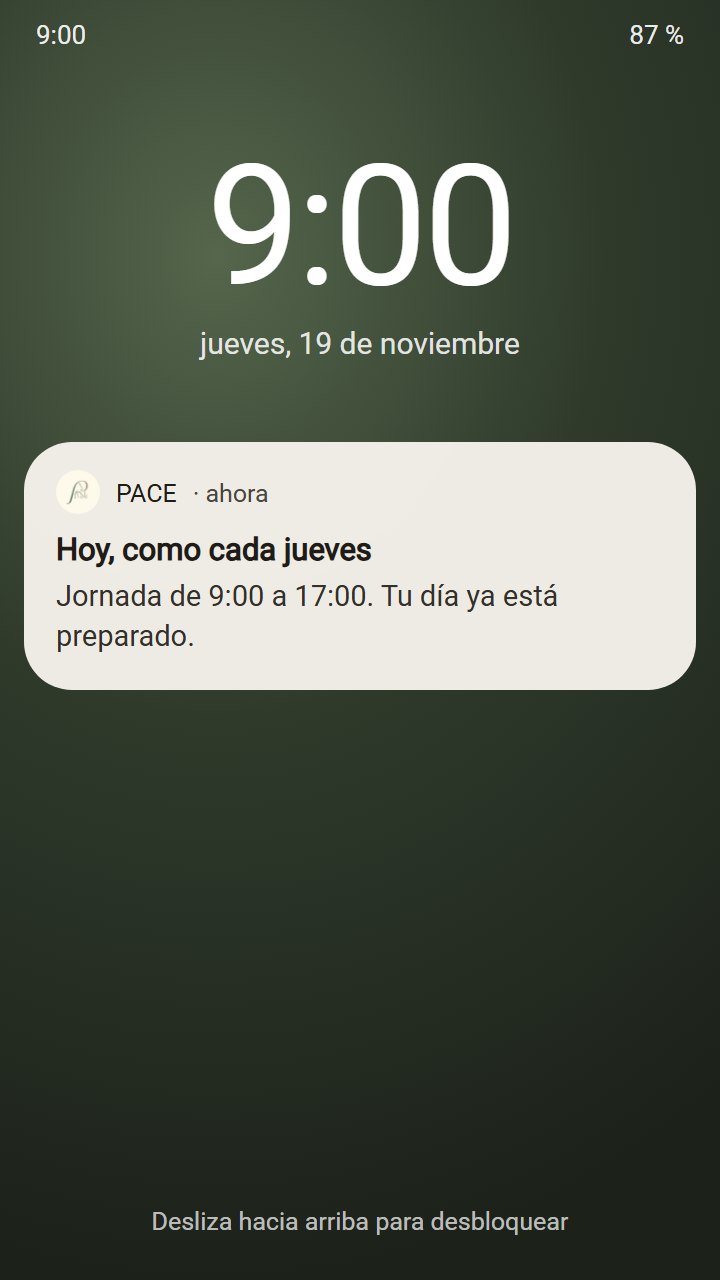 9:00
87 %
9:00
jueves, 19 de noviembre
PACE · ahora
Hoy, como cada jueves
Jornada de 9:00 a 17:00. Tu día ya está
preparado.
Desliza hacia arriba para desbloquear